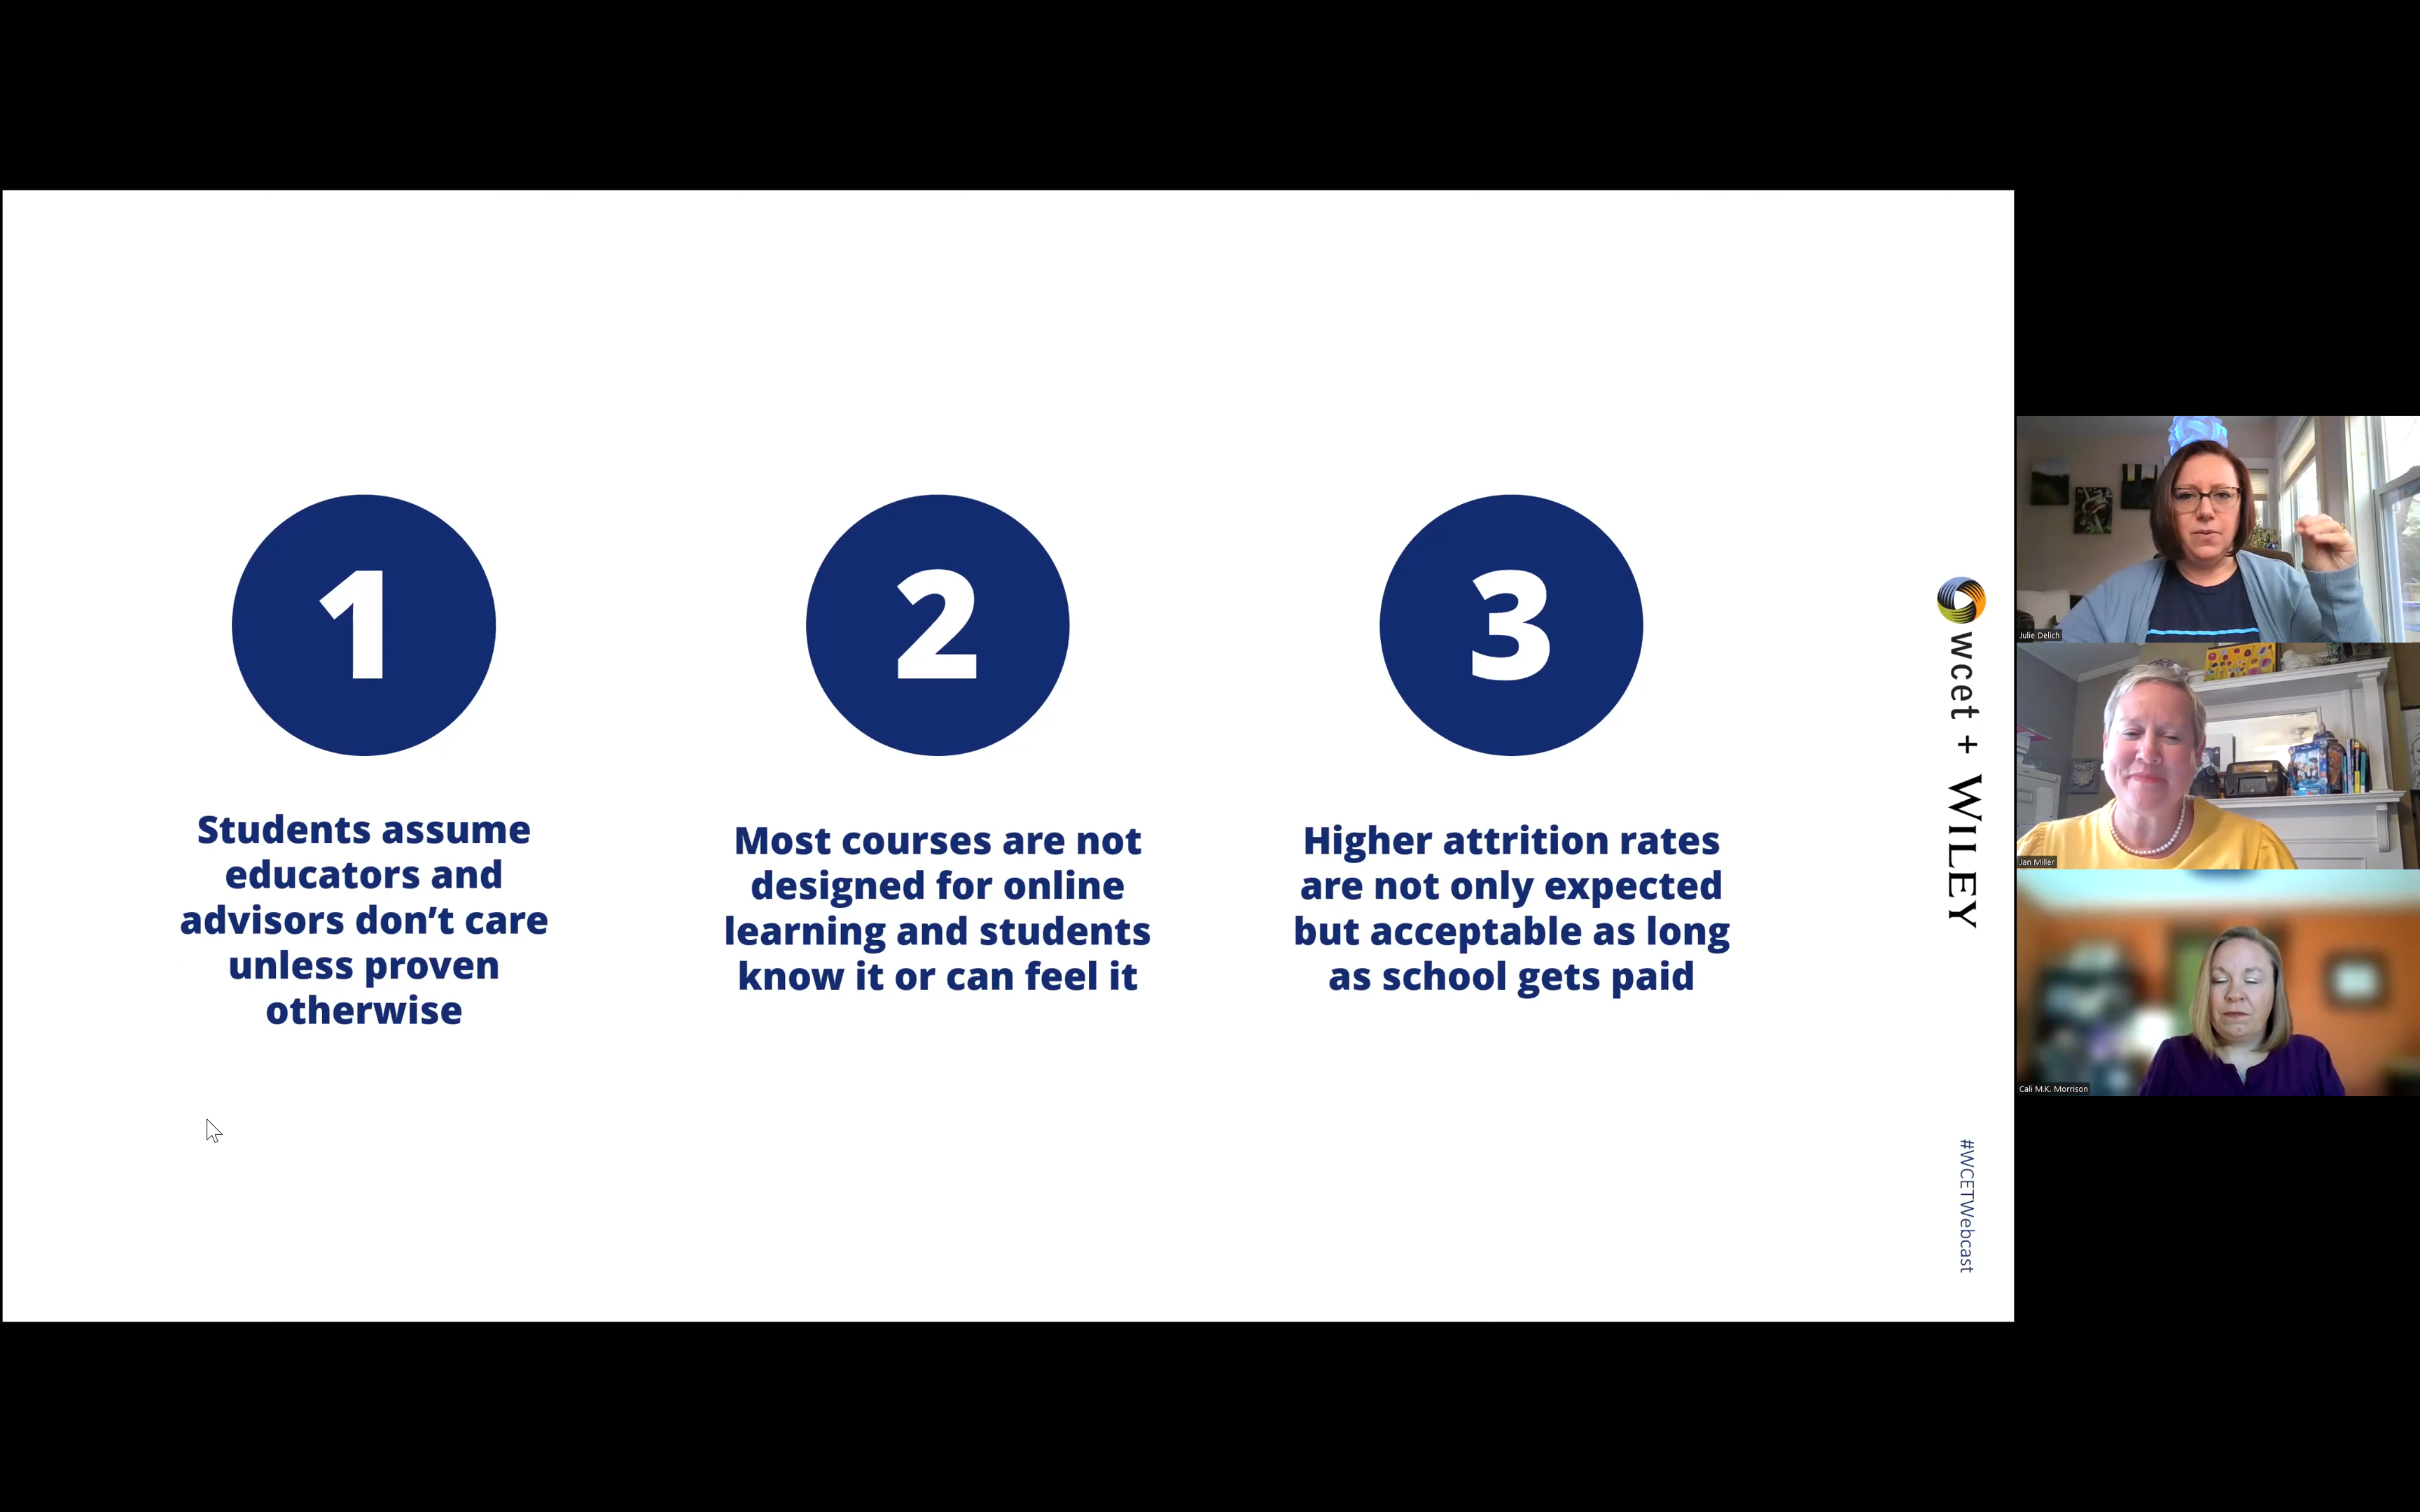 1
Students assume
educators and
advisors don’t care
unless proven
otherwise
2
Most courses are not
designed for online
learning and students
know it or can feel it
3
Higher attrition rates
are not only expected
but acceptable as long
as school gets paid
wcet + WILEY
#WCETWebcast
Julie Delich
Jan Miller
Cali M.K. Morrison